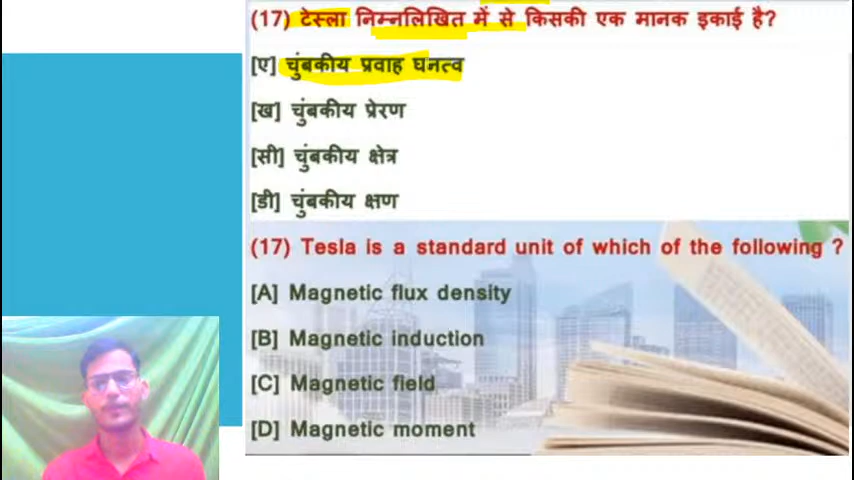 (17) टेस्ला निम्नलिखित में से किसकी एक मानक इकाई है?
[ए] चुंबकीय प्रवाह घनत्व
[ख] चुंबकीय प्रेरण
[सी] चुंबकीय क्षेत्र
[डी] चुंबकीय क्षण
(17) Tesla is a standard unit of which of the following ?
[A] Magnetic flux density
[B] Magnetic induction
[C] Magnetic field
[D] Magnetic moment